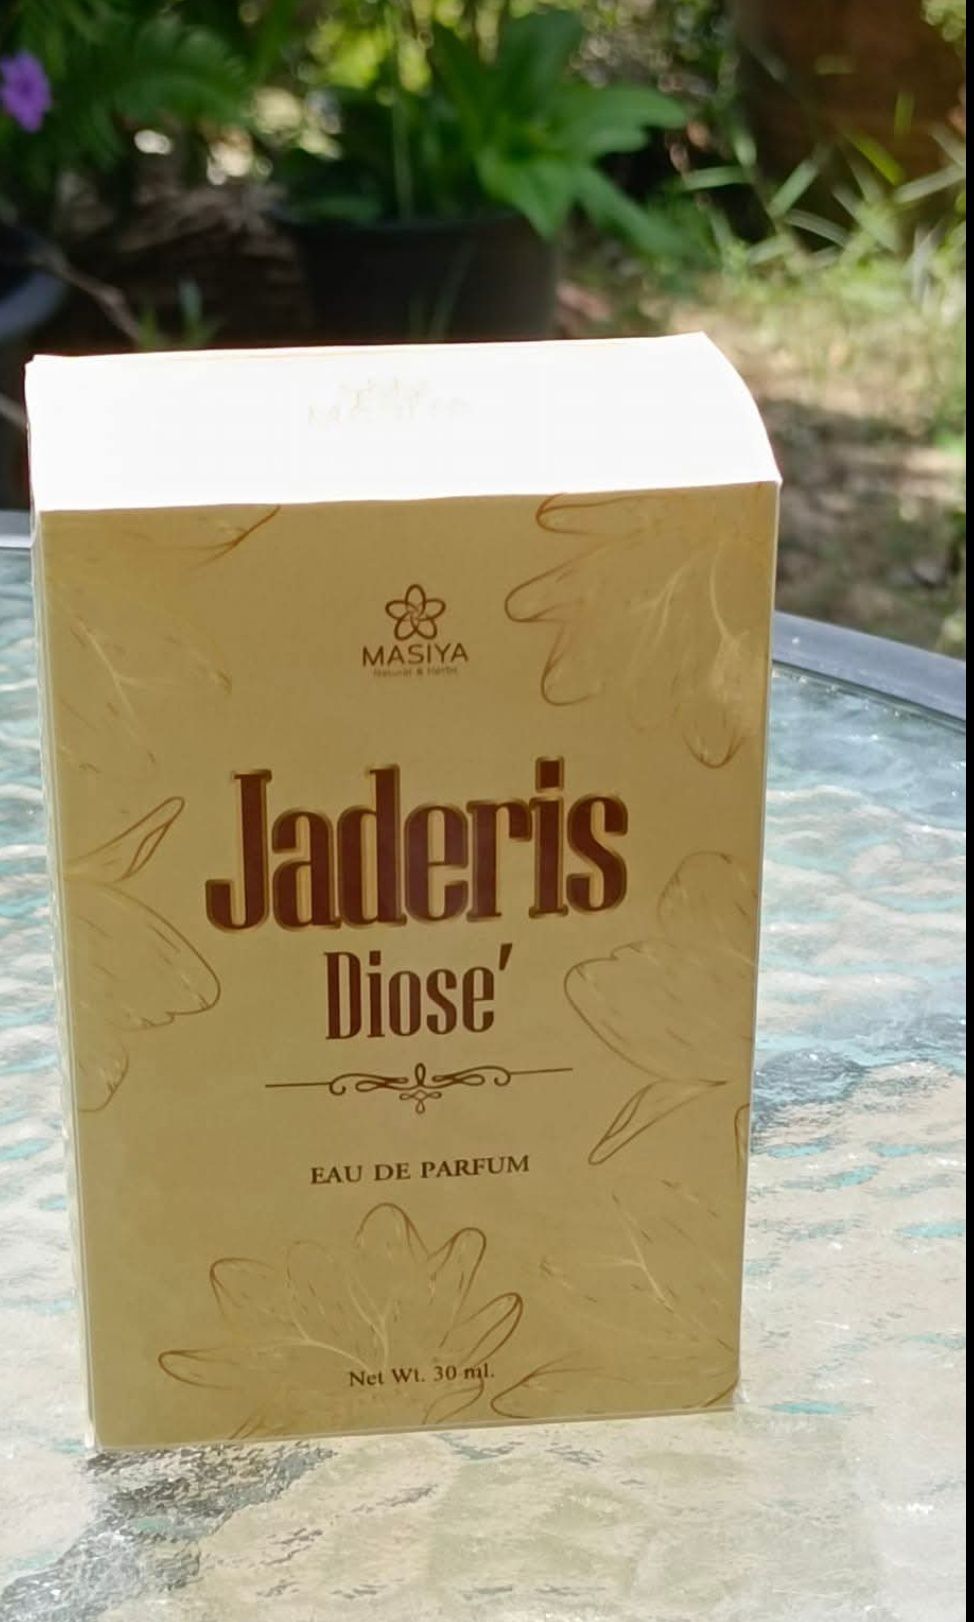 MASIYA
Natural & Herbs
Jaderis
Diose'
EAU DE PARFUM
Net Wt. 30 ml.